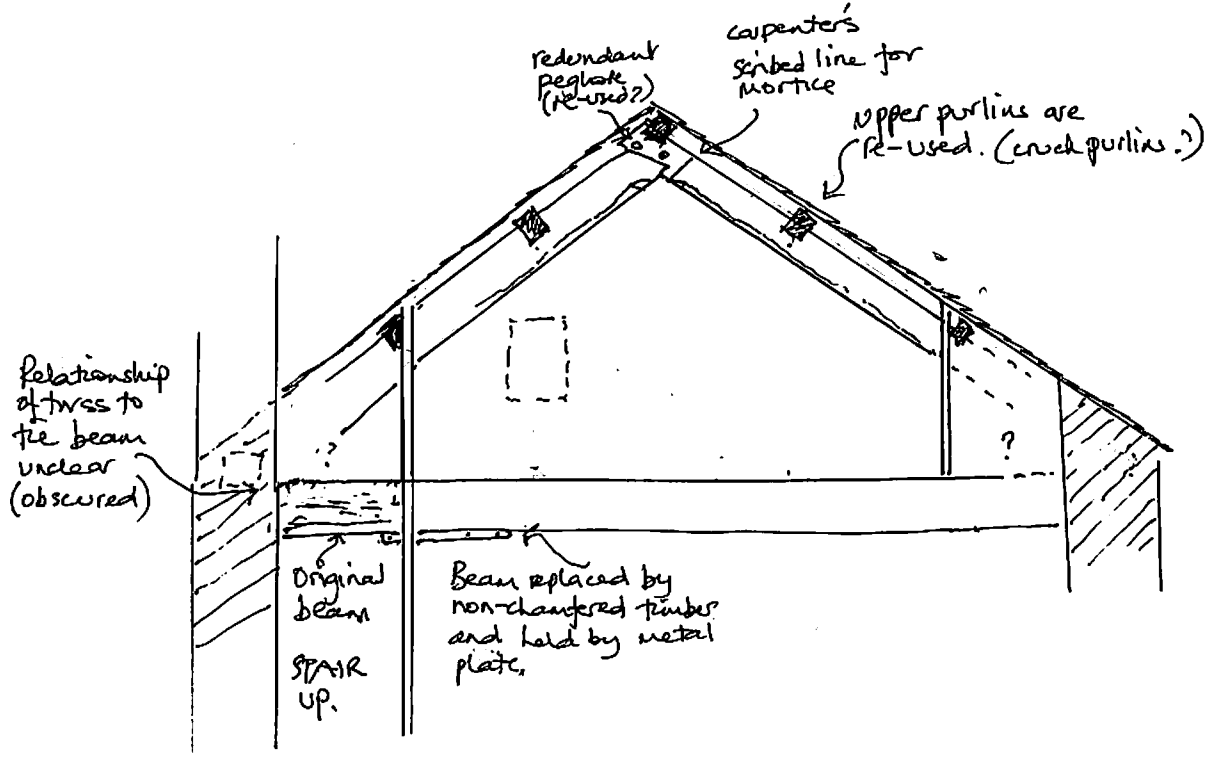 redundant
peghole
(re-used?)
carpenter's
scribed line for
mortice
Upper purlins are
re-used. (cruck purlins?)
Relationship
of truss to
tie beam
unclear
(obscured)
?
?
Original
beam
STAIR
UP.
Beam replaced by
non-chamfered timber
and held by metal
plate.